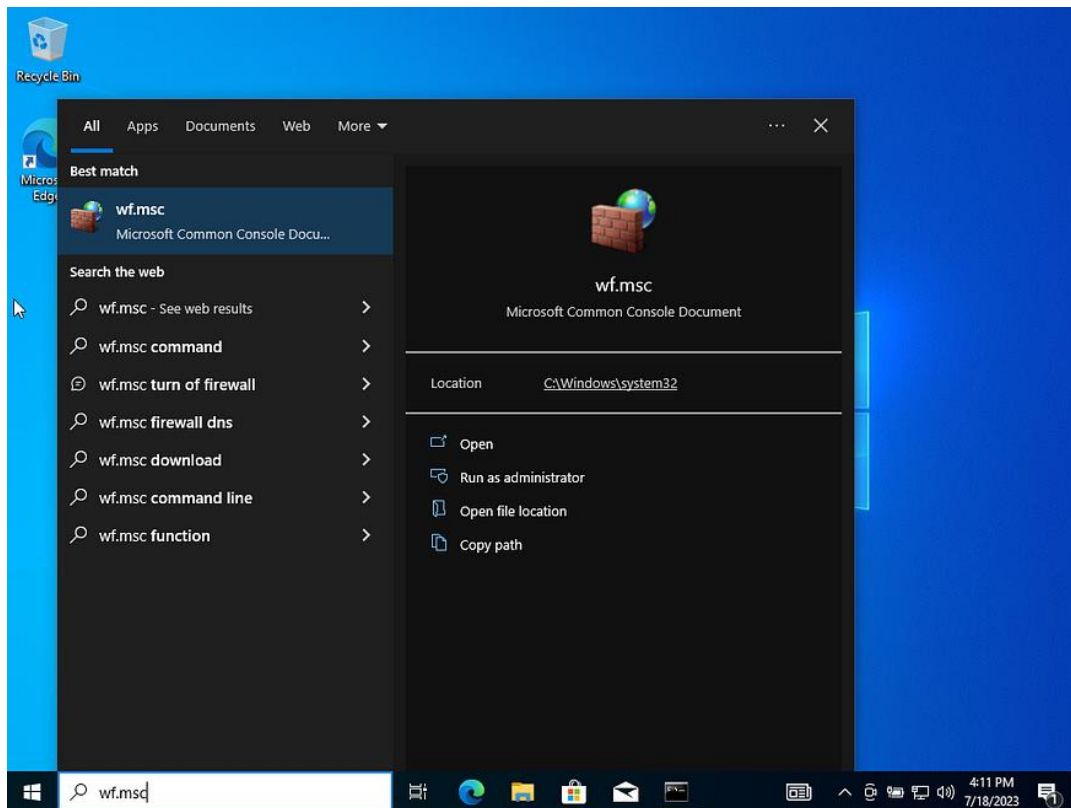 Recycle Bin
Micros
Edge
All Apps Documents Web More
Best match
wf.msc
Microsoft Common Console Docu...
Search the web
wf.msc - See web results
wf.msc command
wf.msc turn of firewall
wf.msc firewall dns
wf.msc download
wf.msc command line
wf.msc function
wf.msc
Microsoft Common Console Document
Location C:\Windows\system32
Open
Run as administrator
Open file location
Copy path
wf.msc
4:11 PM
7/18/2023
1